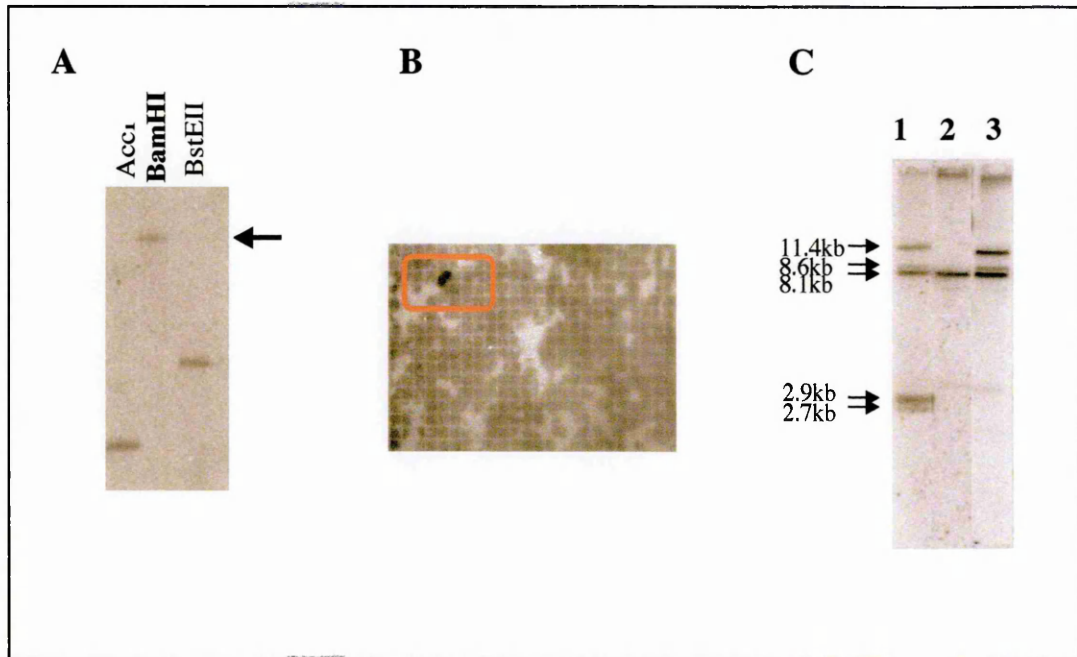 A
B
C
Acc1
BamHI
BstEII
1 2 3
11.4kb
8.6kb
8.1kb
2.9kb
2.7kb